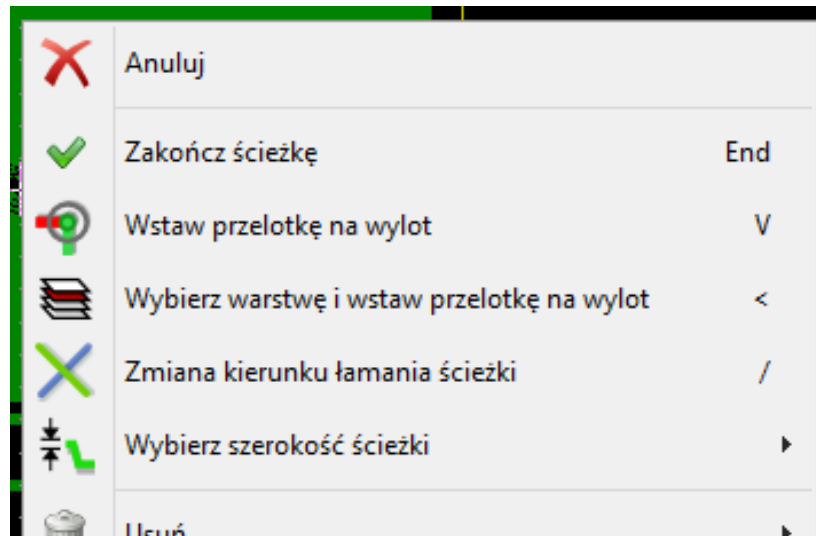 Anuluj
Zakończ ścieżkę End
Wstaw przelotkę na wylot V
Wybierz warstwę i wstaw przelotkę na wylot <
Zmiana kierunku łamania ścieżki /
Wybierz szerokość ścieżki
Usuń